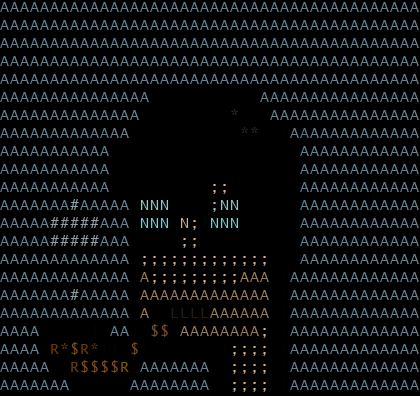 AAAAAAAAAAAAAAAAAAAAAAAAAAAAAAAAAAAAAAAAAA
AAAAAAAAAAAAAAAAAAAAAAAAAAAAAAAAAAAAAAAAAA
AAAAAAAAAAAAAAAAAAAAAAAAAAAAAAAAAAAAAAAAAA
AAAAAAAAAAAAAAAAAAAAAAAAAAAAAAAAAAAAAAAAAA
AAAAAAAAAAAAAAAAAAAAAAAAAAAAAAAAAAAAAAAAAA
AAAAAAAAAAAAAAA           AAAAAAAAAAAAAAAA
AAAAAAAAAAAAAA         *   AAAAAAAAAAAAAAA
AAAAAAAAAAAAA           **   AAAAAAAAAAAAA
AAAAAAAAAAA                   AAAAAAAAAAAA
AAAAAAAAAAA                   AAAAAAAAAAAA
AAAAAAAAAAA          ;;       AAAAAAAAAAAA
AAAAAAA#AAAAA NNN    ;NN      AAAAAAAAAAAA
AAAAA#####AAA NNN N; NNN      AAAAAAAAAAAA
AAAAA#####AAA     ;;          AAAAAAAAAAAA
AAAAAAAAAAAAA ;;;;;;;;;;;;;  AAAAAAAAAAAAA
AAAAAAAAAAAAA A;;;;;;;;;AAA  AAAAAAAAAAAAA
AAAAAAA#AAAAA AAAAAAAAAAAAA  AAAAAAAAAAAAA
AAAAAAAAAAAAA A  LLLLAAAAAA  AAAAAAAAAAAAA
AAAA       AA  $$ AAAAAAAA;  AAAAAAAAAAAAA
AAAA R*$R*   $         ;;;;  AAAAAAAAAAAAA
AAAAA  R$$$$R AAAAAAA  ;;;;  AAAAAAAAAAAAA
AAAAAAA      AAAAAAAA  ;;;;  AAAAAAAAAAAAA